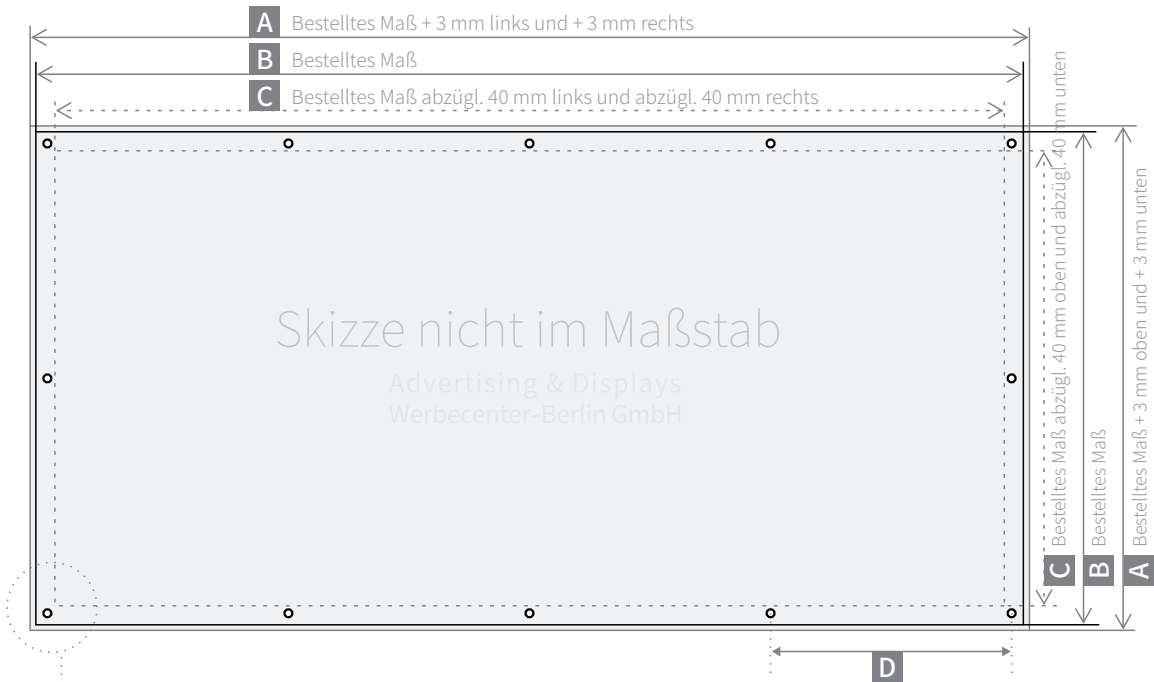 A Bestelltes Maß + 3 mm links und + 3 mm rechts
B Bestelltes Maß
C Bestelltes Maß abzügl. 40 mm links und abzügl. 40 mm rechts
Skizze nicht im Maßstab
Advertising & Displays
Werbecenter-Berlin GmbH
C Bestelltes Maß abzügl. 40 mm oben und abzügl. 40 mm unten
B Bestelltes Maß
A Bestelltes Maß + 3 mm oben und + 3 mm unten
D